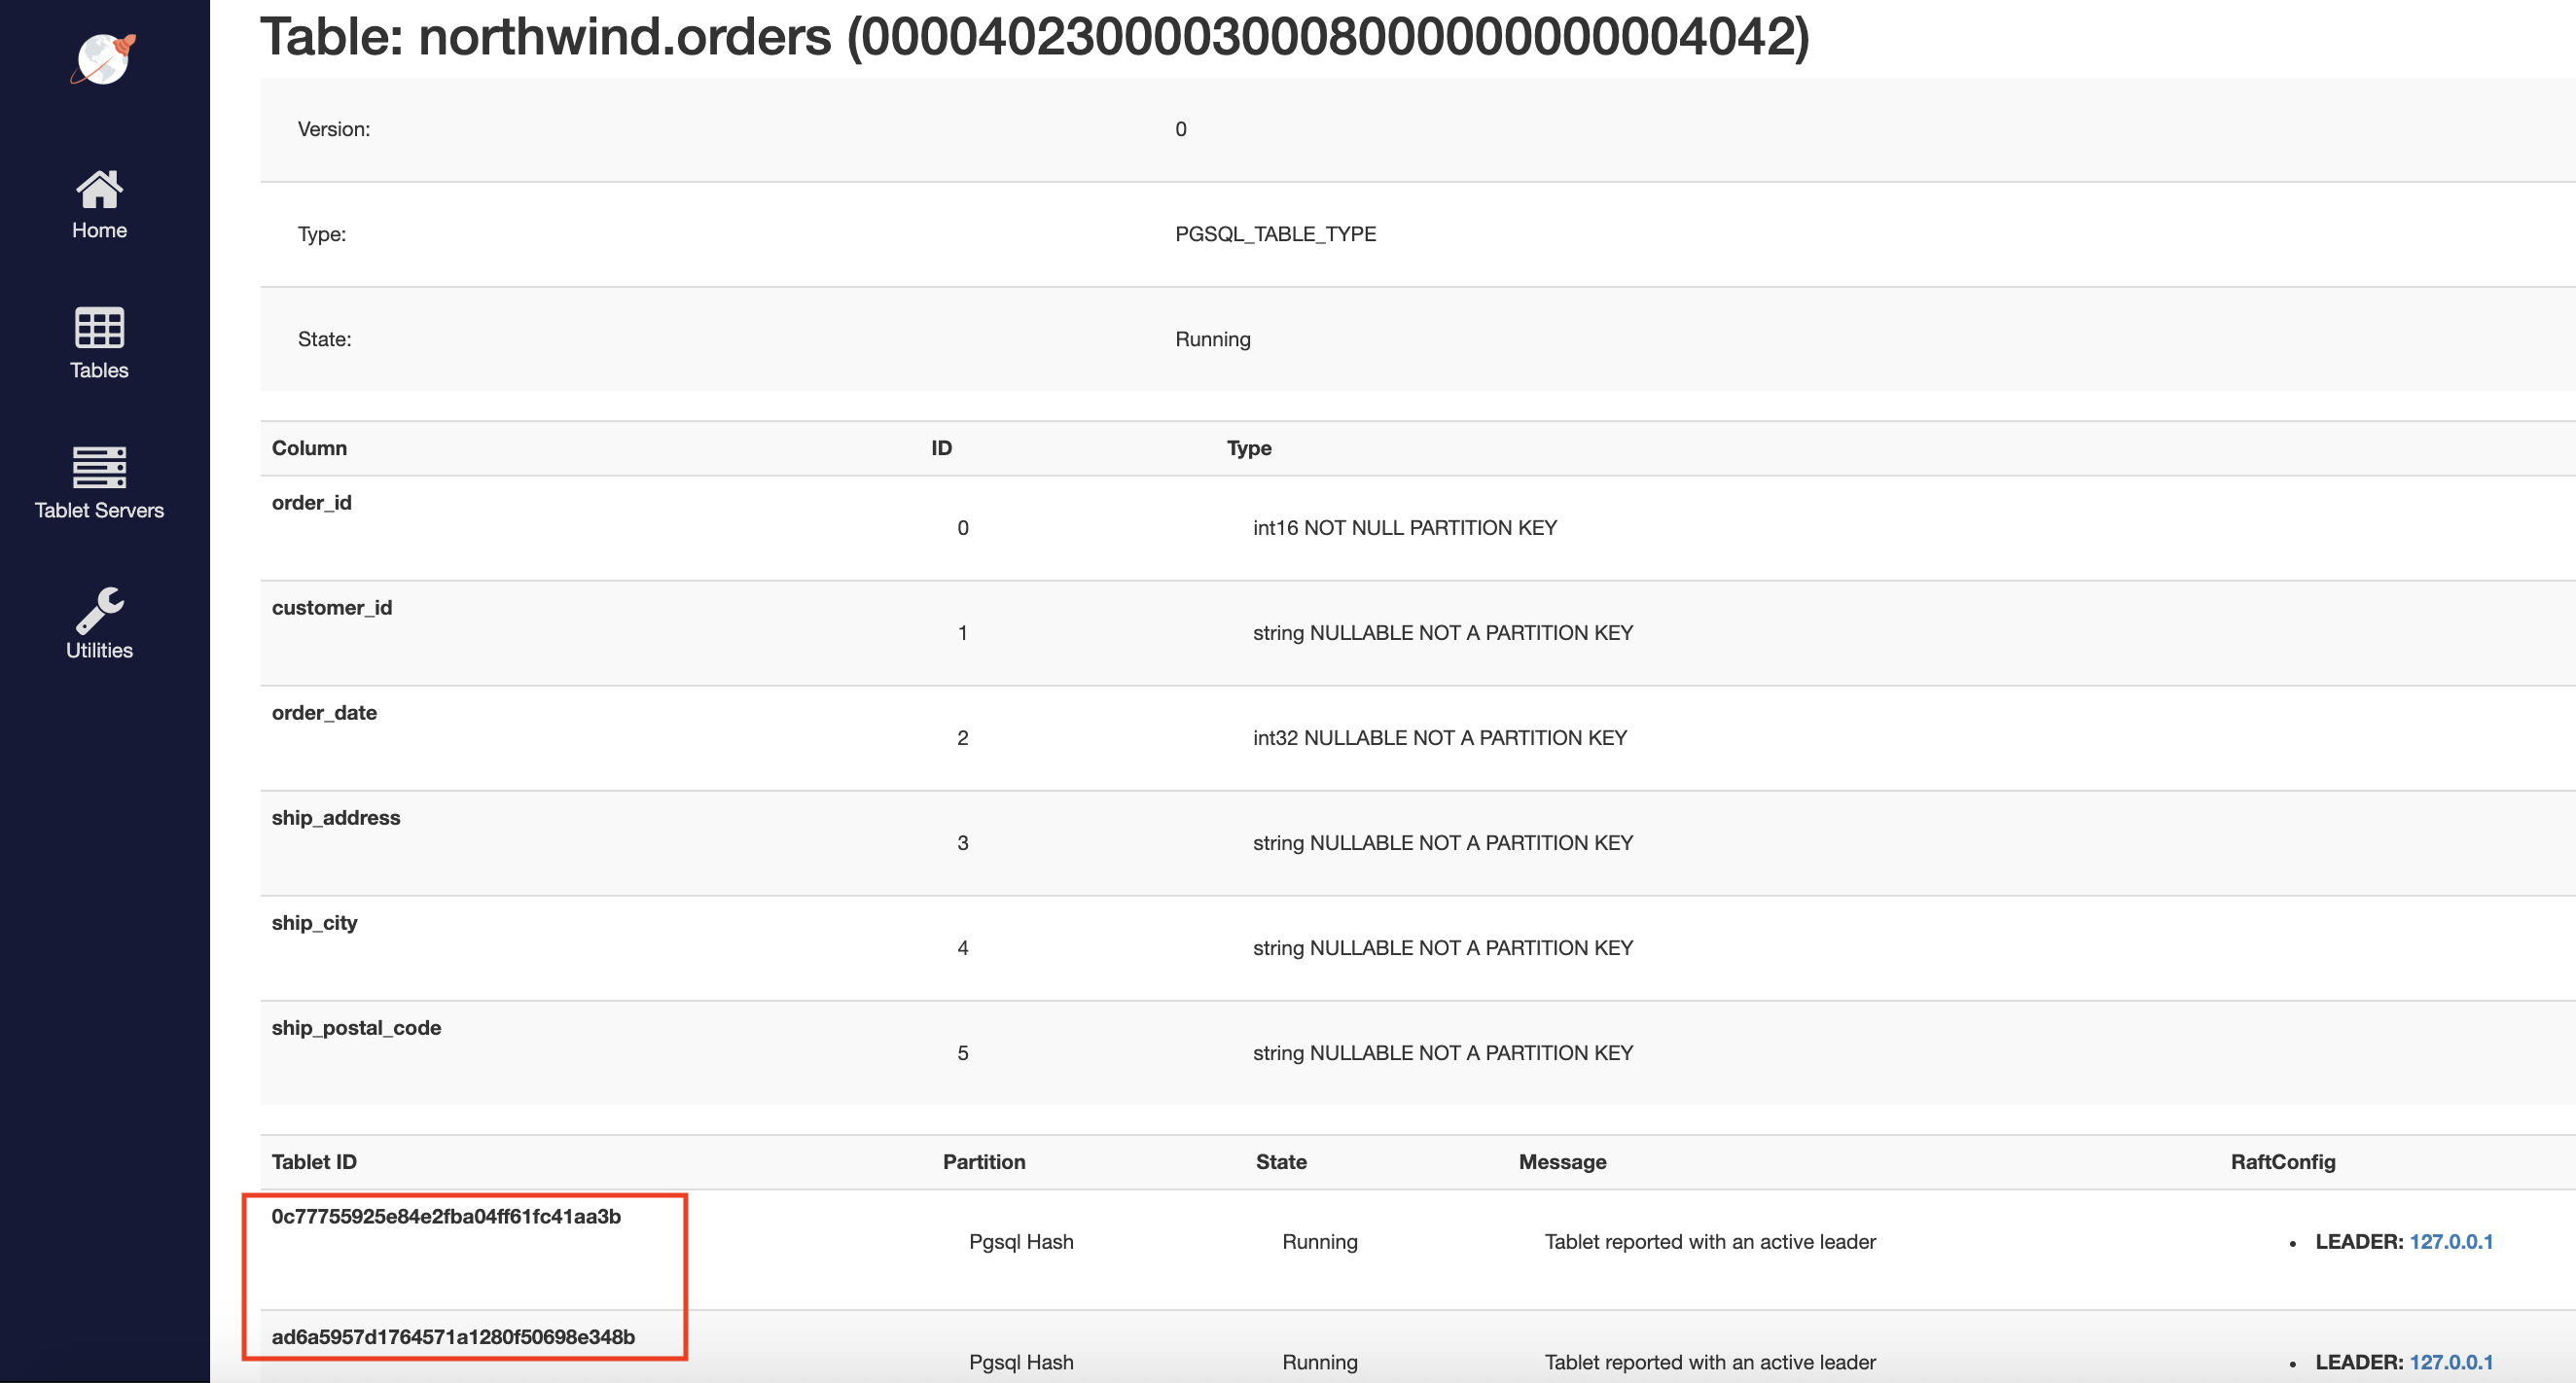 Table: northwind.orders (00004023000030008000000000004042)
Home
Tables
Tablet Servers
Utilities
Version: 0
Type: PGSQL_TABLE_TYPE
State: Running
Column ID Type
order_id 0 int16 NOT NULL PARTITION KEY
customer_id 1 string NULLABLE NOT A PARTITION KEY
order_date 2 int32 NULLABLE NOT A PARTITION KEY
ship_address 3 string NULLABLE NOT A PARTITION KEY
ship_city 4 string NULLABLE NOT A PARTITION KEY
ship_postal_code 5 string NULLABLE NOT A PARTITION KEY
Tablet ID Partition State Message RaftConfig
0c77755925e84e2fba04ff61fc41aa3b Pgsql Hash Running Tablet reported with an active leader • LEADER: 127.0.0.1
ad6a5957d1764571a1280f50698e348b Pgsql Hash Running Tablet reported with an active leader • LEADER: 127.0.0.1